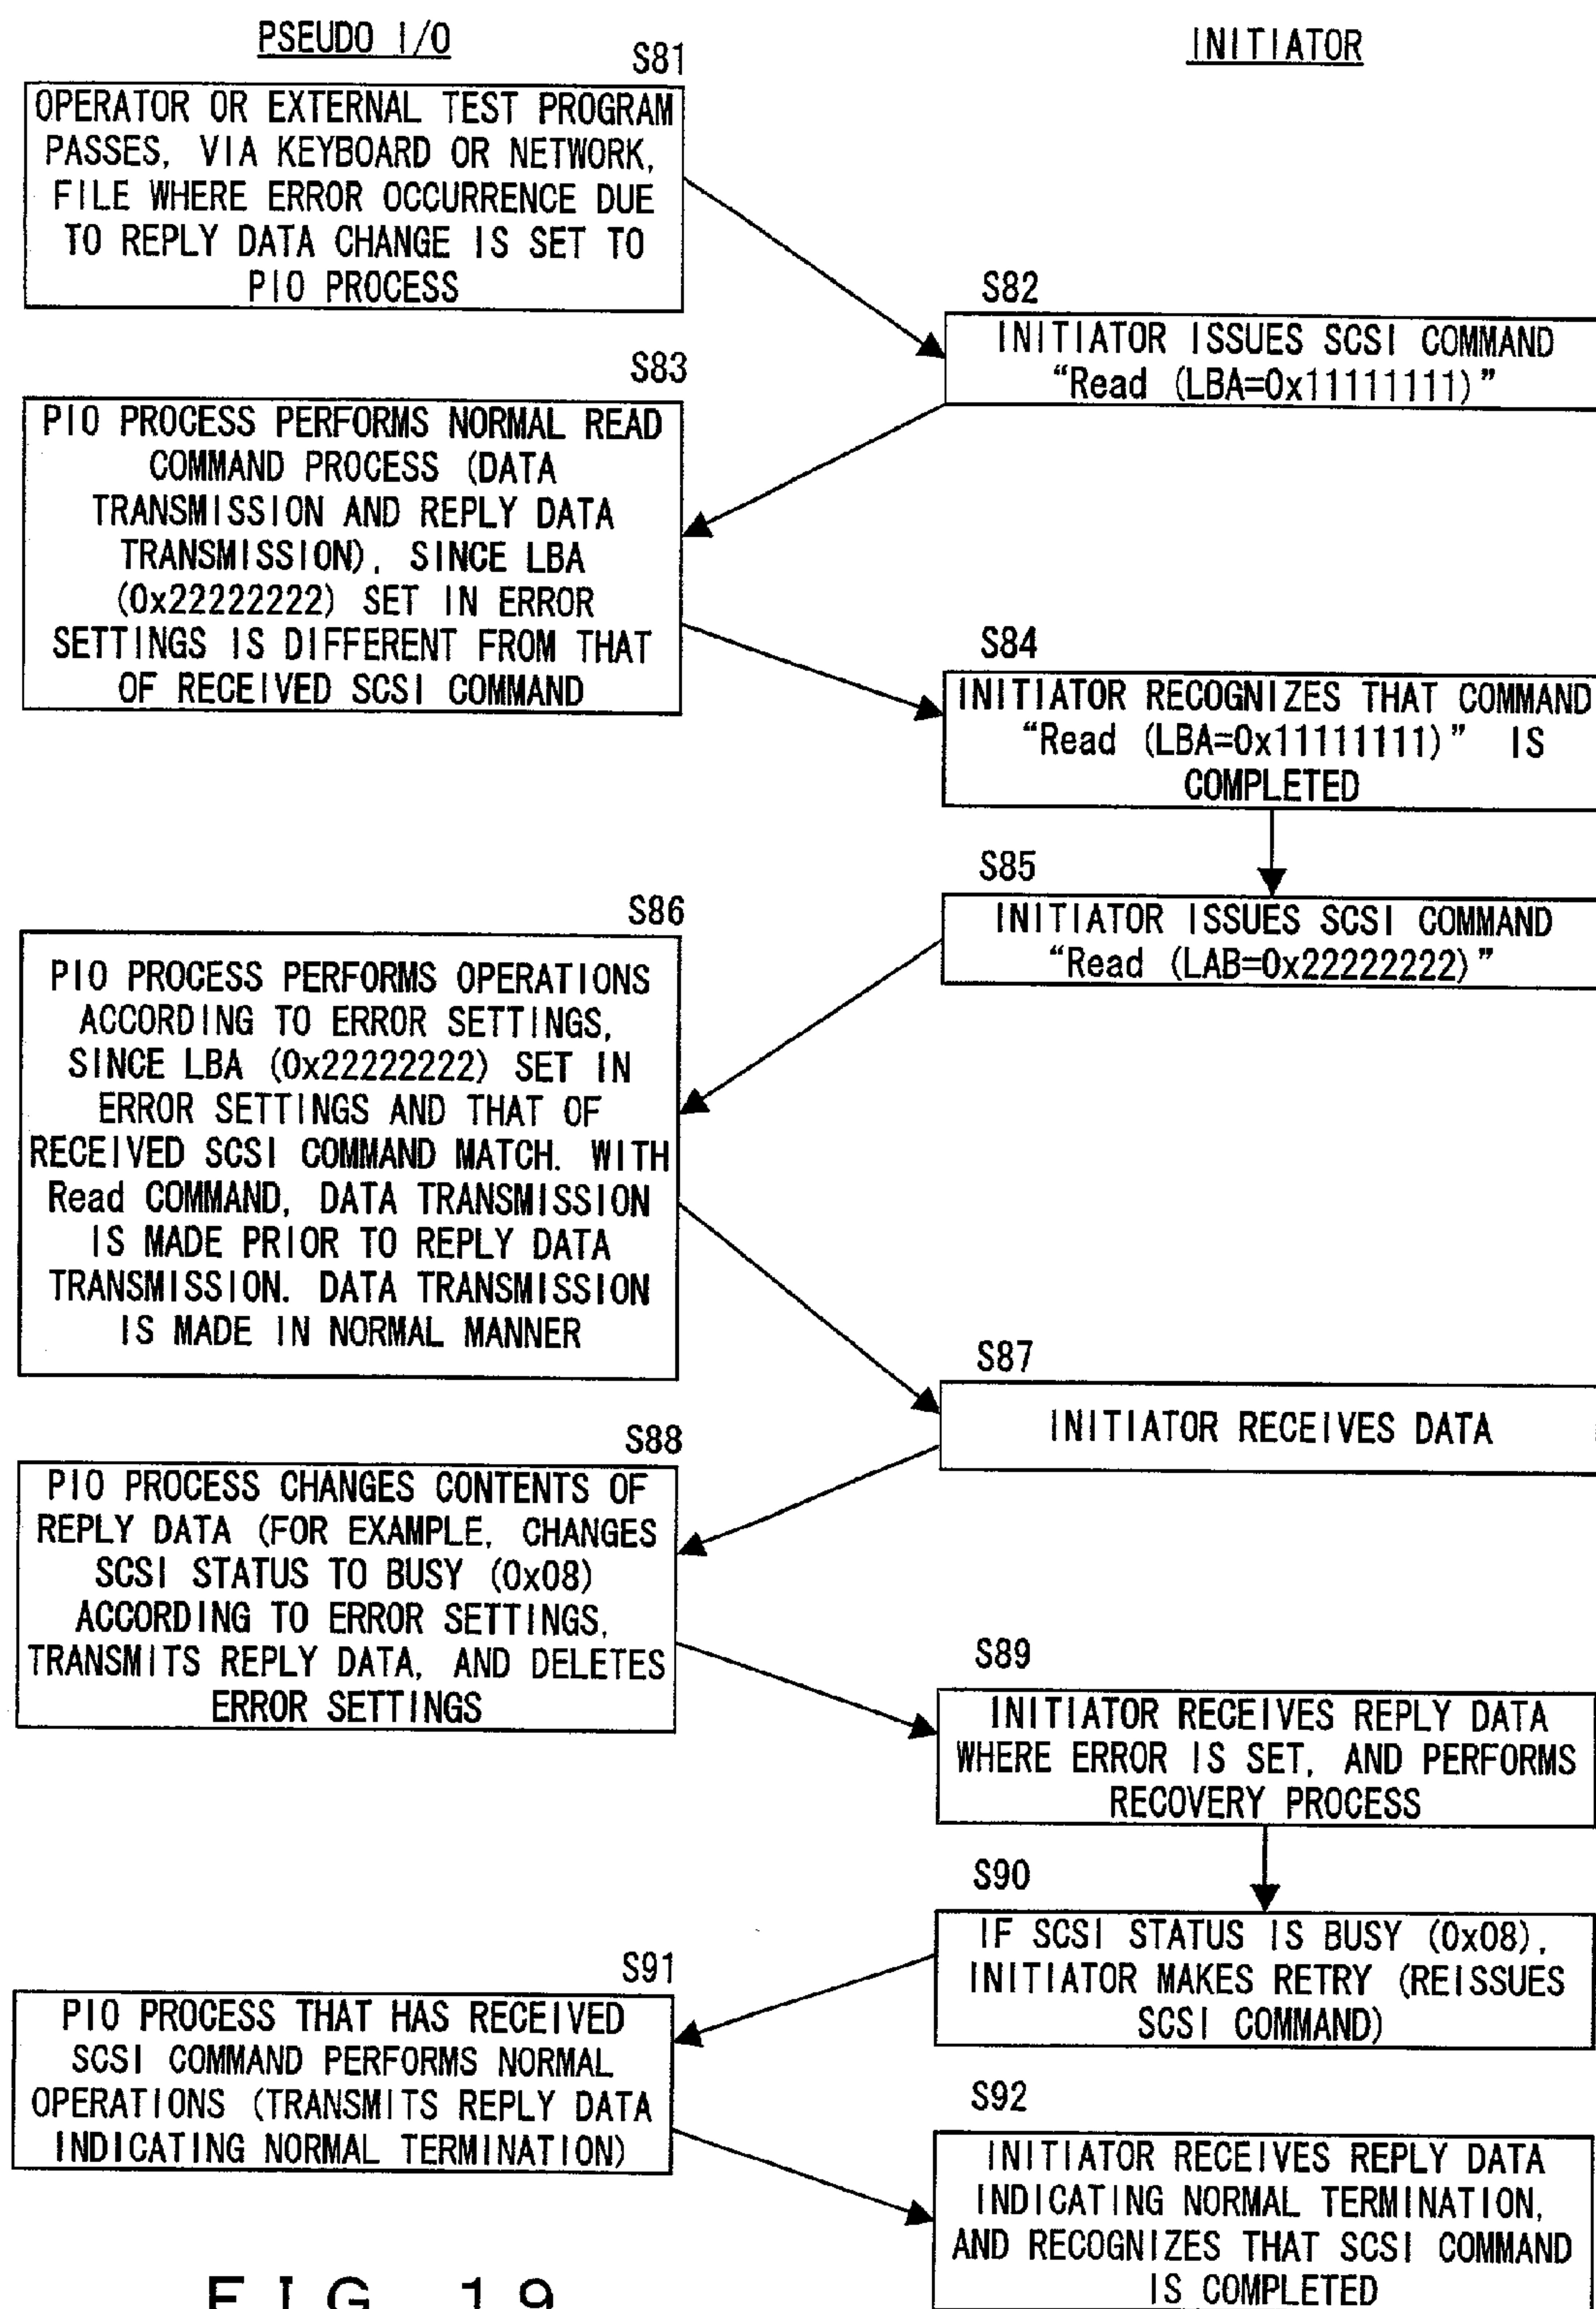 PSEUDO I/O
INITIATOR
S81
OPERATOR OR EXTERNAL TEST PROGRAM
PASSES, VIA KEYBOARD OR NETWORK,
FILE WHERE ERROR OCCURRENCE DUE
TO REPLY DATA CHANGE IS SET TO
PIO PROCESS
S82
INITIATOR ISSUES SCSI COMMAND
“Read (LBA=0x11111111)”
S83
PIO PROCESS PERFORMS NORMAL READ
COMMAND PROCESS (DATA
TRANSMISSION AND REPLY DATA
TRANSMISSION), SINCE LBA
(0x22222222) SET IN ERROR
SETTINGS IS DIFFERENT FROM THAT
OF RECEIVED SCSI COMMAND
S84
INITIATOR RECOGNIZES THAT COMMAND
“Read (LBA=0x11111111)” IS
COMPLETED
S85
INITIATOR ISSUES SCSI COMMAND
“Read (LAB=0x22222222)”
S86
PIO PROCESS PERFORMS OPERATIONS
ACCORDING TO ERROR SETTINGS,
SINCE LBA (0x22222222) SET IN
ERROR SETTINGS AND THAT OF
RECEIVED SCSI COMMAND MATCH. WITH
Read COMMAND, DATA TRANSMISSION
IS MADE PRIOR TO REPLY DATA
TRANSMISSION. DATA TRANSMISSION
IS MADE IN NORMAL MANNER
S87
INITIATOR RECEIVES DATA
S88
PIO PROCESS CHANGES CONTENTS OF
REPLY DATA (FOR EXAMPLE, CHANGES
SCSI STATUS TO BUSY (0x08)
ACCORDING TO ERROR SETTINGS,
TRANSMITS REPLY DATA, AND DELETES
ERROR SETTINGS
S89
INITIATOR RECEIVES REPLY DATA
WHERE ERROR IS SET, AND PERFORMS
RECOVERY PROCESS
S90
IF SCSI STATUS IS BUSY (0x08),
INITIATOR MAKES RETRY (REISSUES
SCSI COMMAND)
S91
PIO PROCESS THAT HAS RECEIVED
SCSI COMMAND PERFORMS NORMAL
OPERATIONS (TRANSMITS REPLY DATA
INDICATING NORMAL TERMINATION)
S92
INITIATOR RECEIVES REPLY DATA
INDICATING NORMAL TERMINATION,
AND RECOGNIZES THAT SCSI COMMAND
IS COMPLETED
FIG. 19